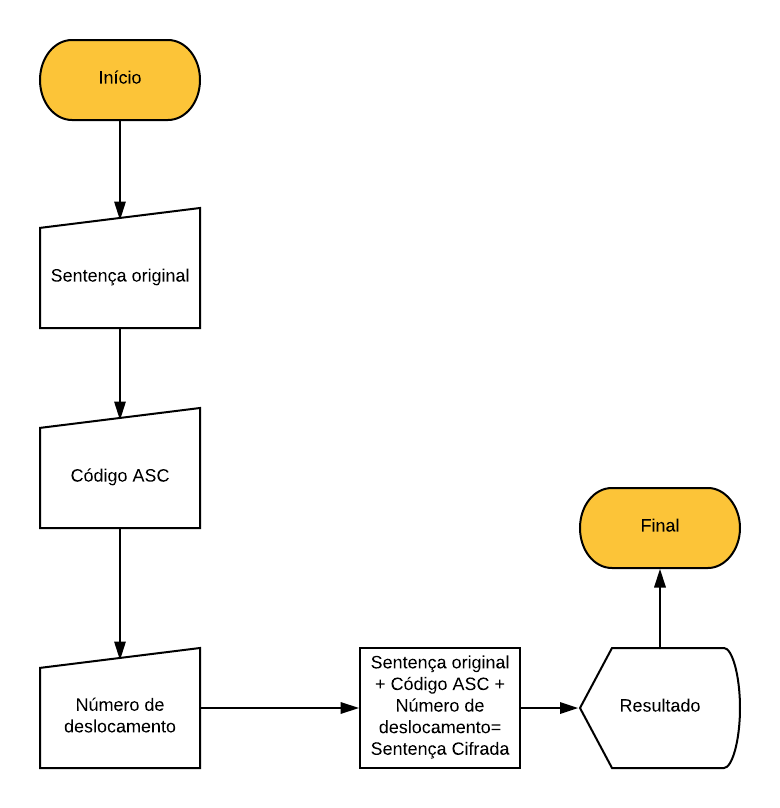 Início
Sentença original
Código ASC
Número de
deslocamento
Sentença original
+ Código ASC +
Número de
deslocamento=
Sentença Cifrada
Resultado
Final